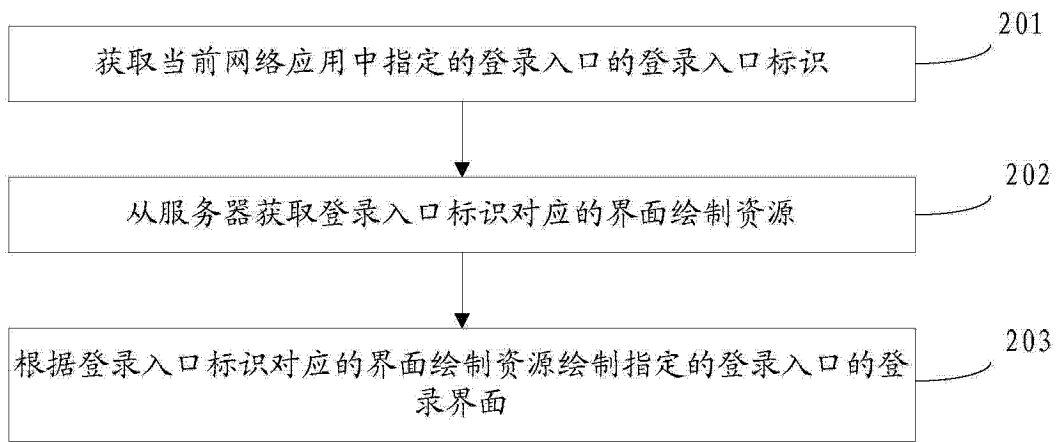 201
获取当前网络应用中指定的登录入口的登录入口标识
202
从服务器获取登录入口标识对应的界面绘制资源
203
根据登录入口标识对应的界面绘制资源绘制指定的登录入口的登
录界面